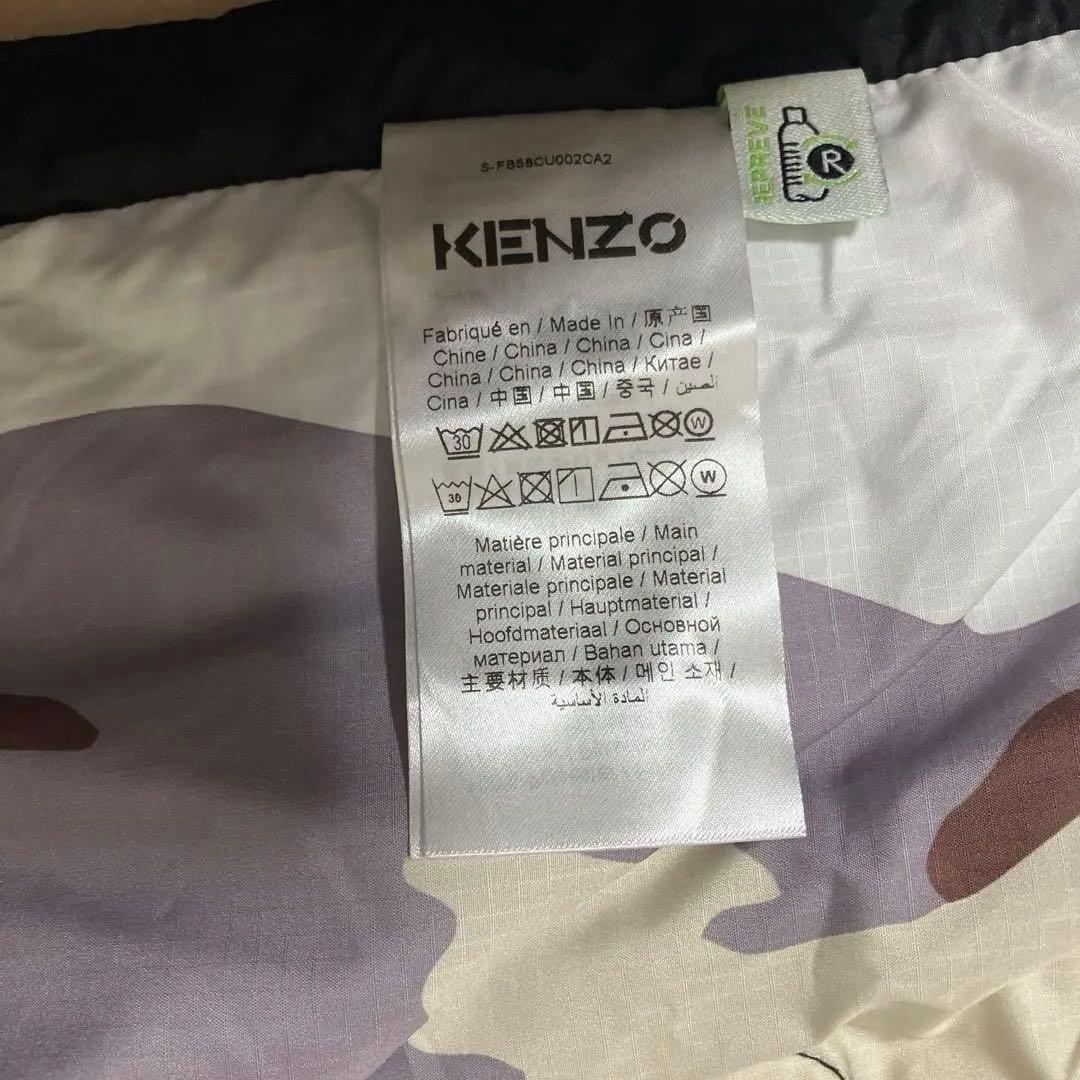 S-FB58CU002CA2
REPREVE
R
KENZO
Fabriqué en / Made In / 原产国
Chine / China / China / Cina /
China / China / China / Китае /
Cina / 中国 / 中国 / 중국 / الصين
30
W
30
W
Matière principale / Main
material / Material principal /
Materiale principale / Material
principal / Hauptmaterial /
Hoofdmateriaal / Основной
материал / Bahan utama /
主要材质 / 本体 / 메인 소재 /
المادة الأساسية